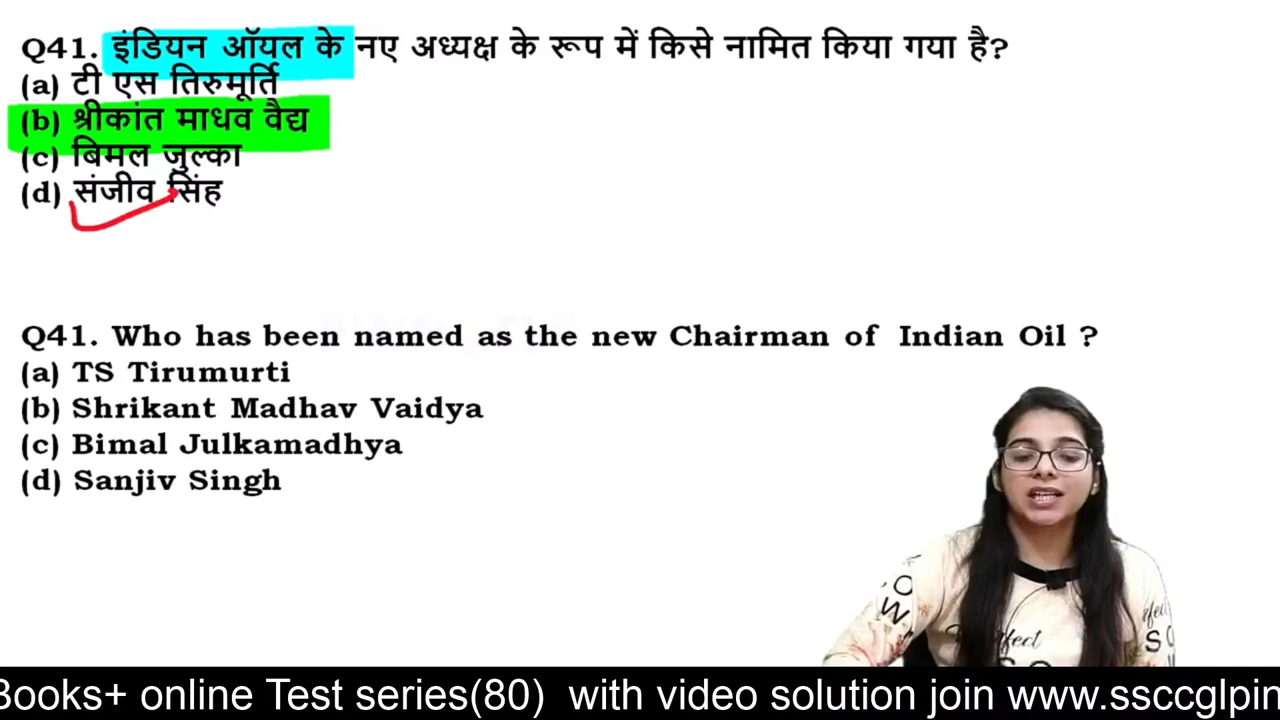 Q41. इंडियन ऑयल के नए अध्यक्ष के रूप में किसे नामित किया गया है?
(a) टी एस तिरुमूर्ति
(b) श्रीकांत माधव वैद्य
(c) बिमल जुल्का
(d) संजीव सिंह
Q41. Who has been named as the new Chairman of Indian Oil ?
(a) TS Tirumurti
(b) Shrikant Madhav Vaidya
(c) Bimal Julkamadhya
(d) Sanjiv Singh
Books+ online Test series(80) with video solution join www.ssccglpin